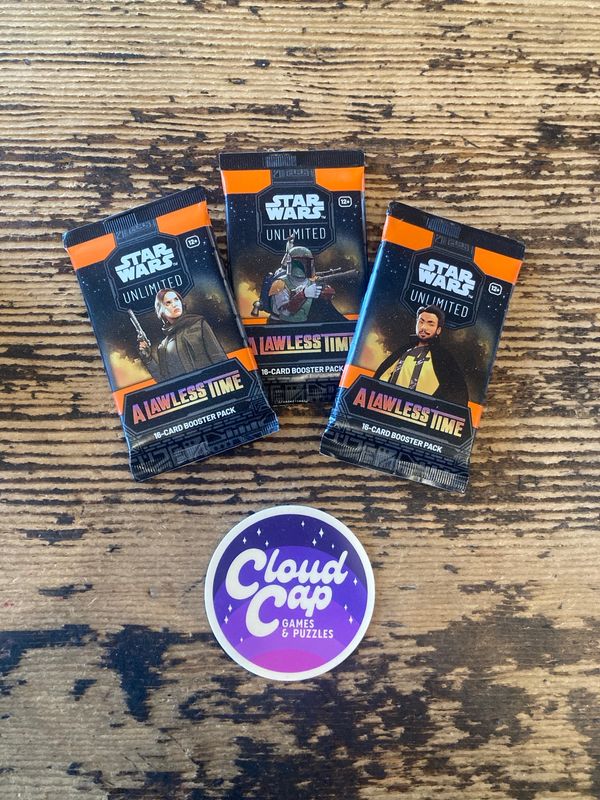 STAR
WARS
UNLIMITED
12+
A LAWLESS TIME
16-CARD BOOSTER PACK
STAR
WARS
UNLIMITED
12+
A LAWLESS TIME
16-CARD BOOSTER PACK
STAR
WARS
UNLIMITED
12+
A LAWLESS TIME
16-CARD BOOSTER PACK
Cloud
Cap
GAMES
& PUZZLES